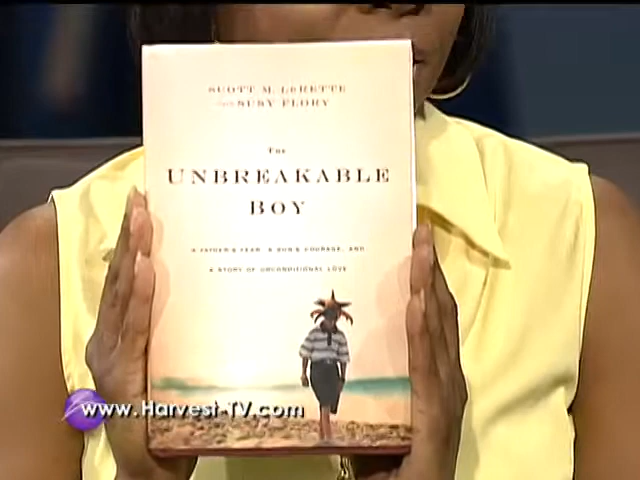 SCOTT M. LERETTE
WITH SUSY FLORY
THE
UNBREAKABLE
BOY
A FATHER'S FEAR, A SON'S COURAGE, AND
A STORY OF UNCONDITIONAL LOVE
www.Harvest-TV.com